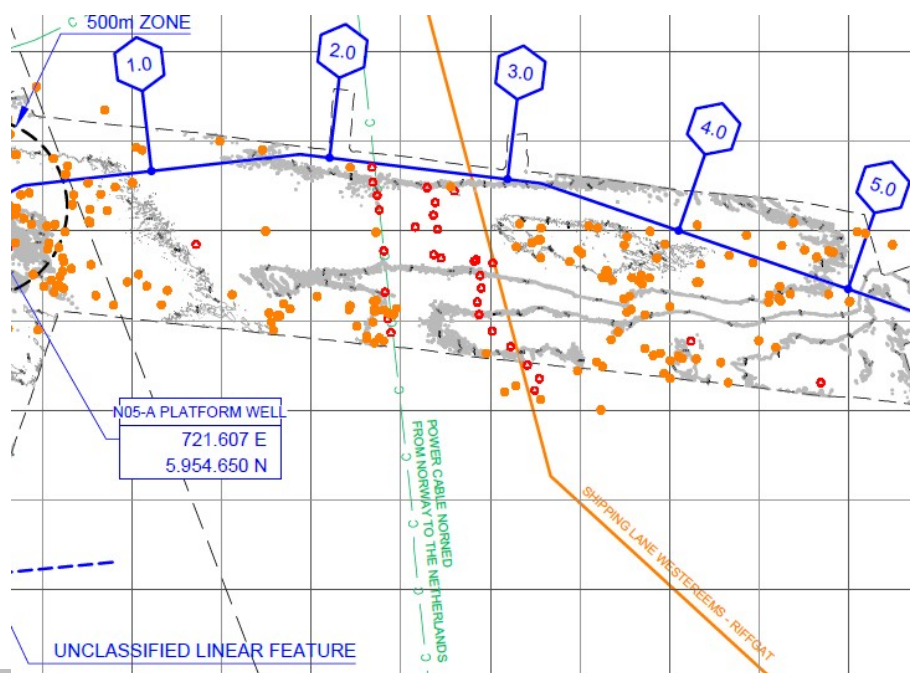 500m ZONE
1.0
2.0
3.0
4.0
5.0
C
C
C
C
C
C
C
C
N05-A PLATFORM WELL
721.607 E
5.954.650 N
POWER CABLE NORNED
FROM NORWAY TO THE NETHERLANDS
SHIPPING LANE WESTEREEMS - RIFFGAT
UNCLASSIFIED LINEAR FEATURE